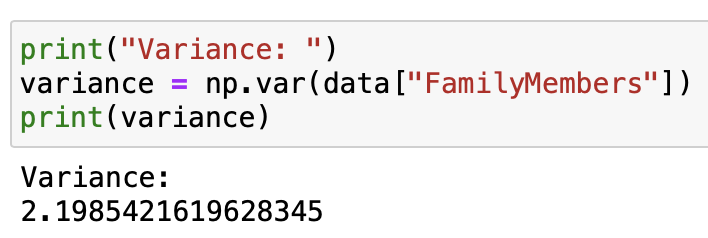 print("Variance: ")
variance = np.var(data["FamilyMembers"])
print(variance)
Variance:
2.1985421619628345